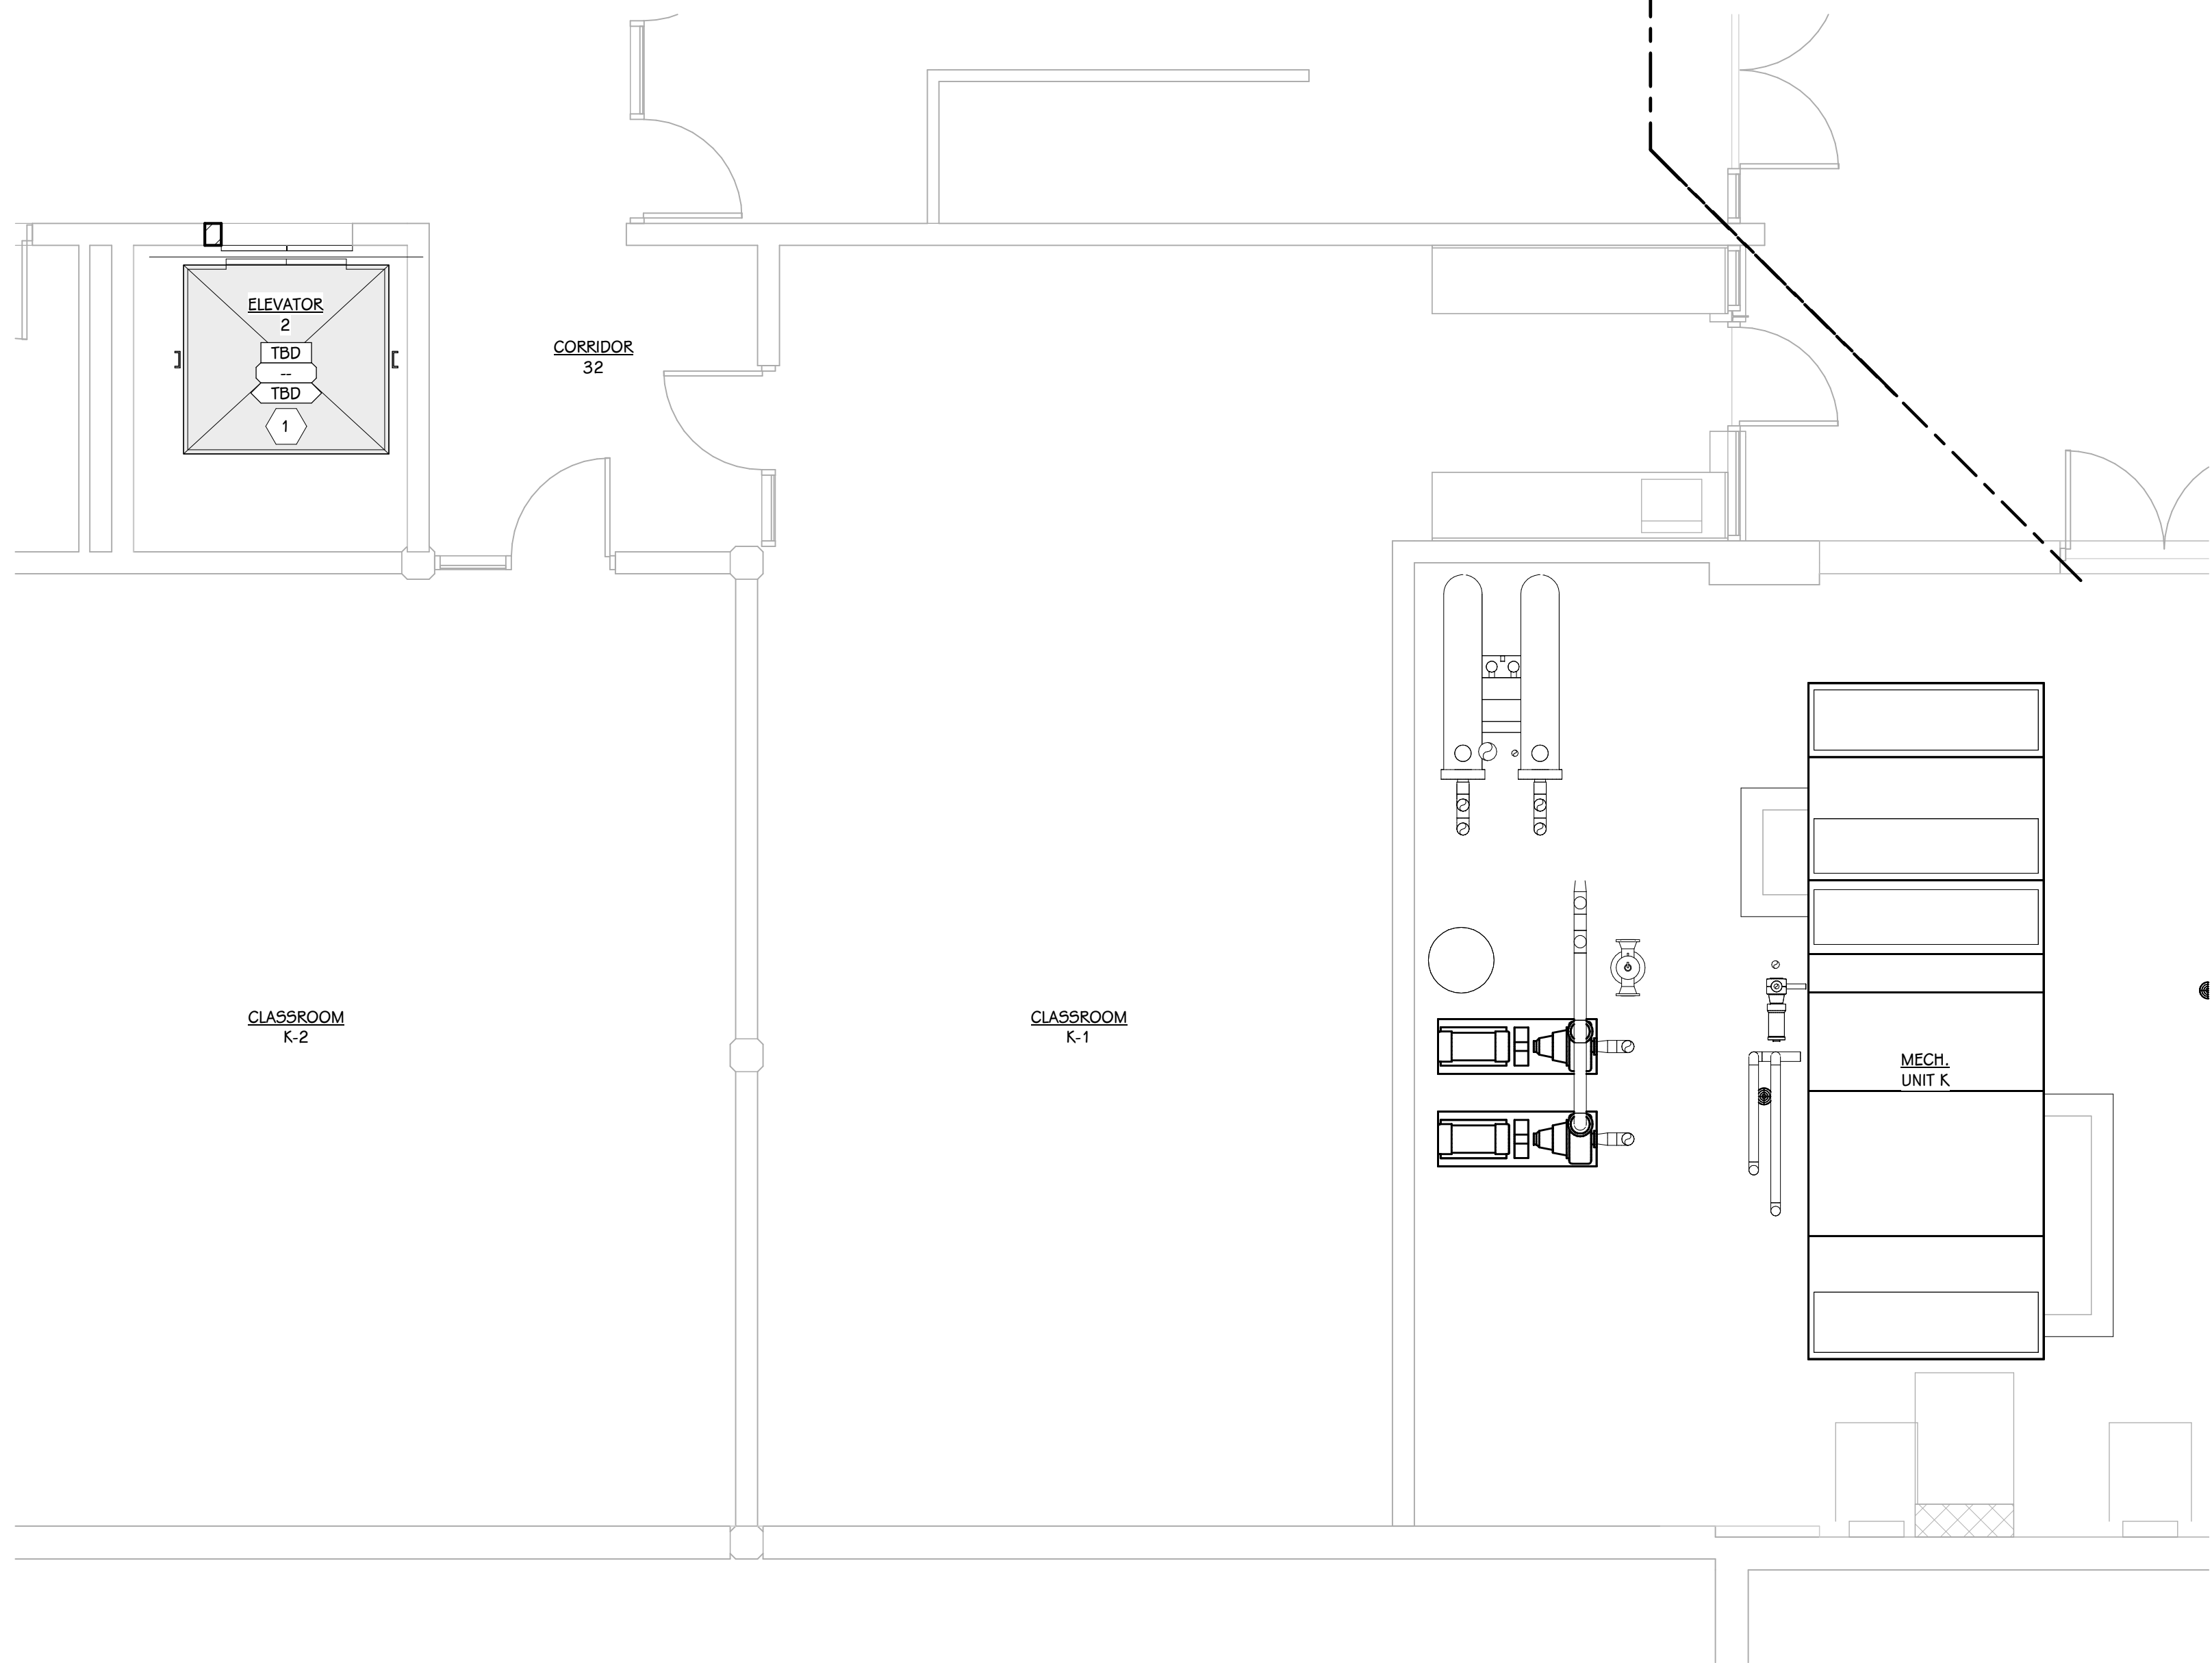 ELEVATOR
2
TBD
--
TBD
1
CORRIDOR
32
CLASSROOM
K-2
CLASSROOM
K-1
MECH.
UNIT K